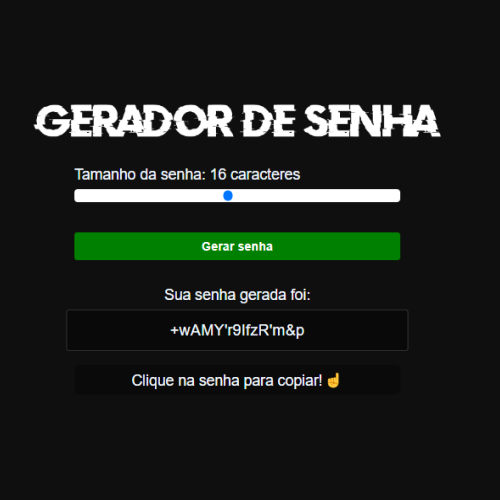 GERADOR DE SENHA
Tamanho da senha: 16 caracteres
Gerar senha
Sua senha gerada foi:
+wAMY'r9IfzR'm&p
Clique na senha para copiar! ☝